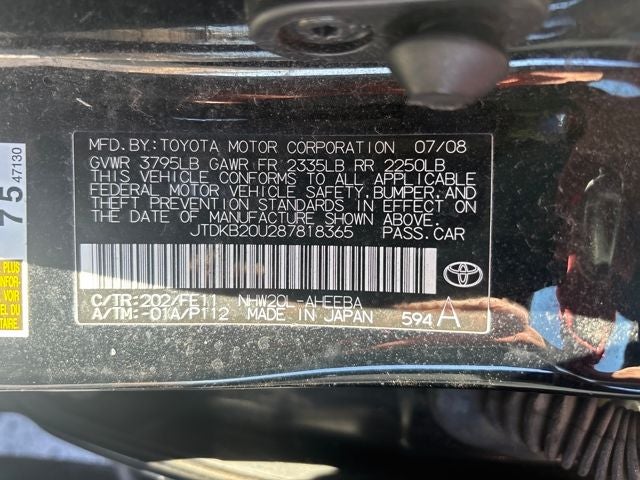 MFD.BY:TOYOTA MOTOR CORPORATION 07/08
GVWR 3795LB GAWR:FR 2335LB RR 2250LB
THIS VEHICLE CONFORMS TO ALL APPLICABLE
FEDERAL MOTOR VEHICLE SAFETY, BUMPER, AND
THEFT PREVENTION STANDARDS IN EFFECT ON
THE DATE OF MANUFACTURE SHOWN ABOVE.
JTDKB20U287818365 PASS.CAR
C/TR:202/FE11 NHW20L-AHEEBA
A/TM:-01A/P112 MADE IN JAPAN 594 A
75 47130